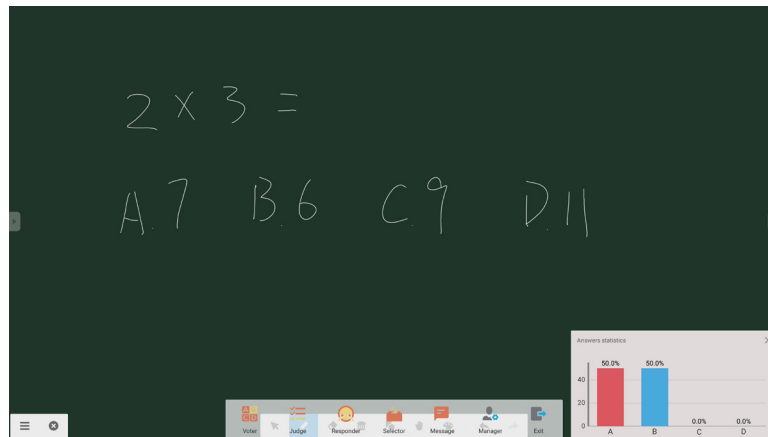 2 × 3 =
A.7 B.6 C.9 D.11
Answers statistics
50.0% 50.0%
40
20
0.0% 0.0%
0
A B C D
A B
C D
Voter Judge Responder Selector Message Manager Exit